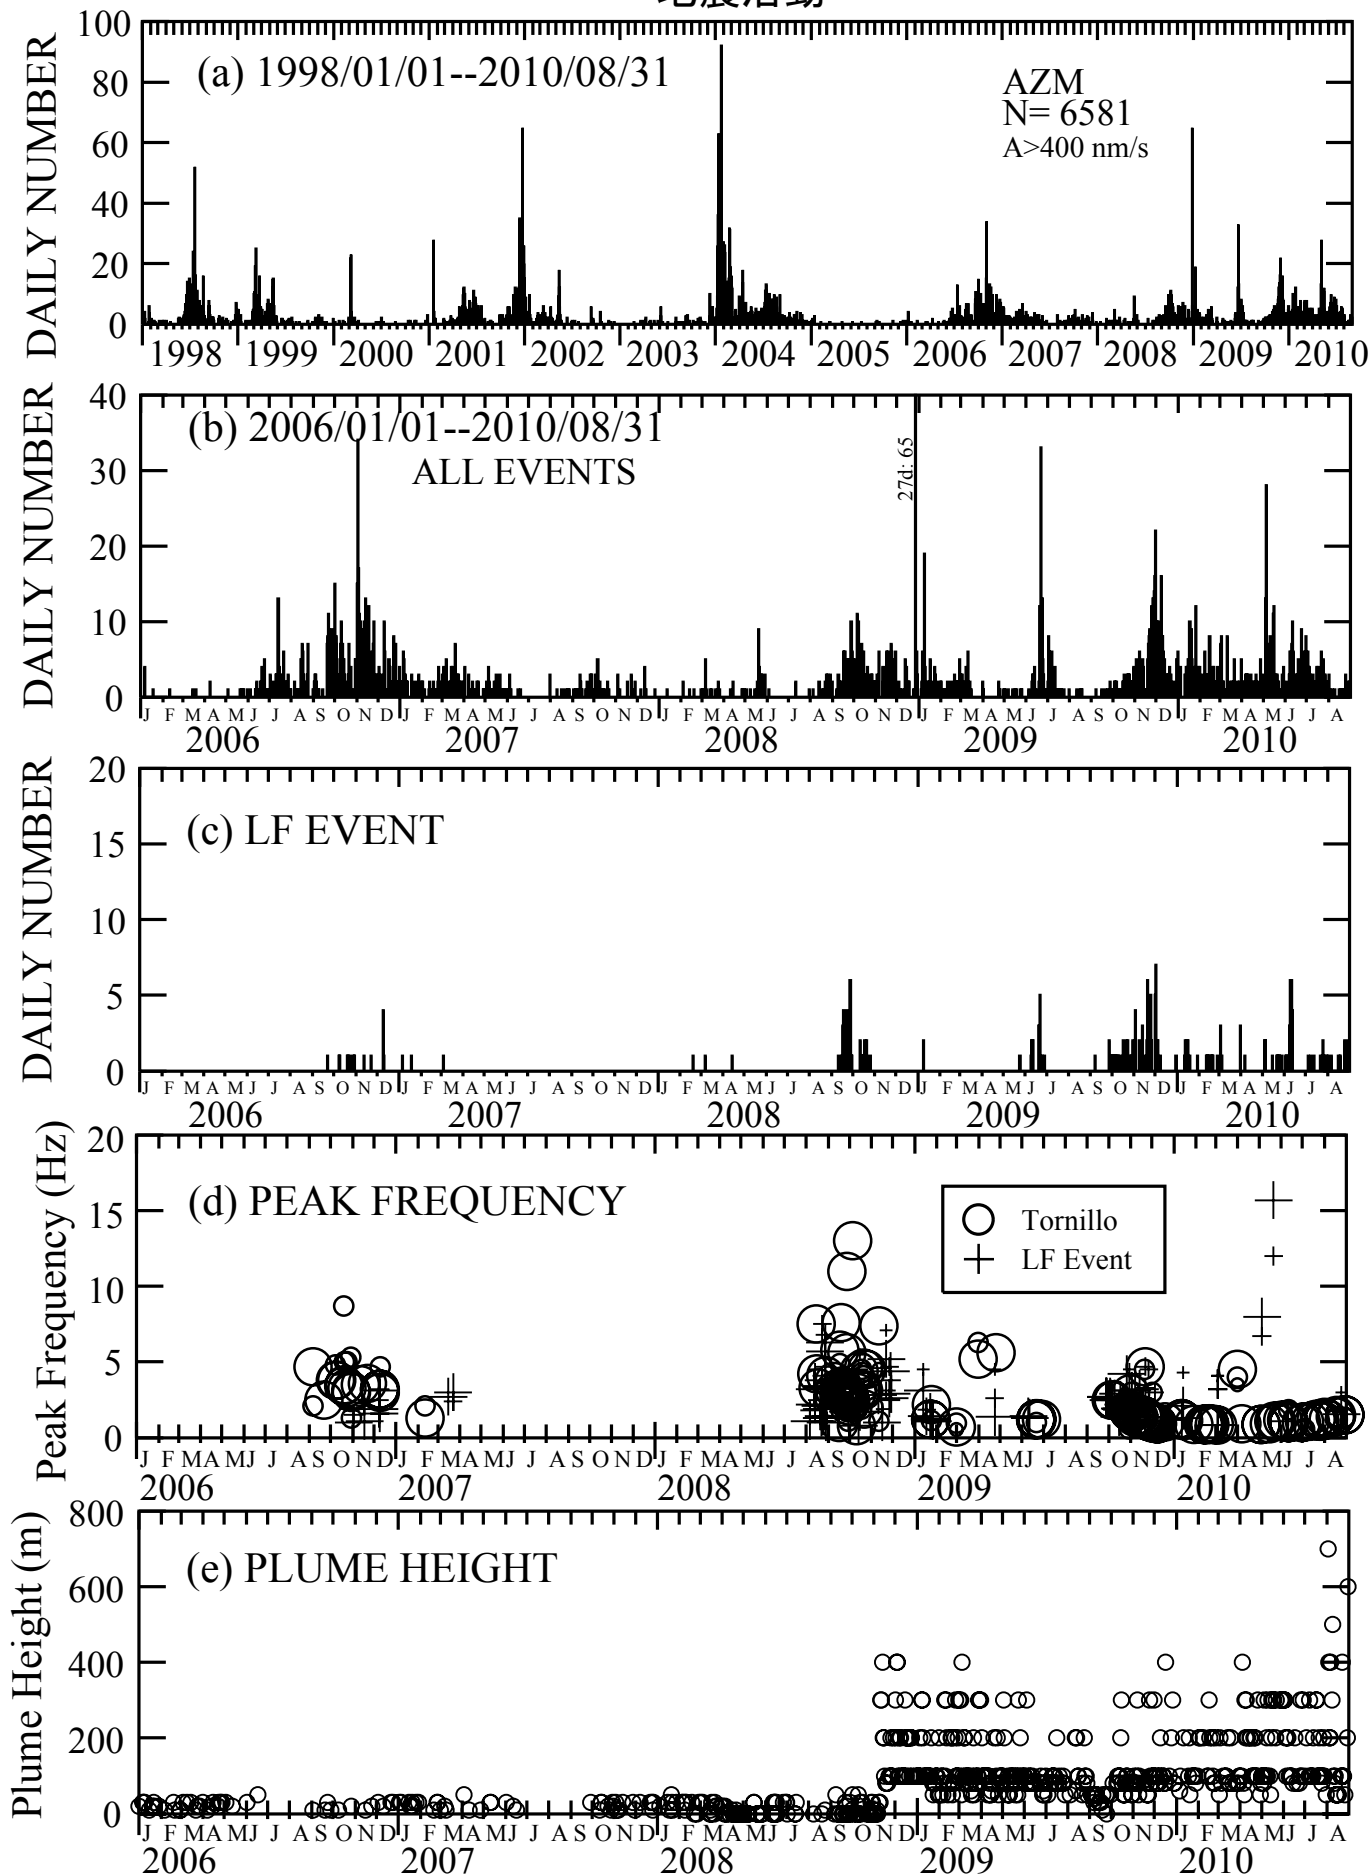 地震活動
(a) 1998/01/01--2010/08/31
AZM
N= 6581
A>400 nm/s
DAILY NUMBER
100
80
60
40
20
0
1998 1999 2000 2001 2002 2003 2004 2005 2006 2007 2008 2009 2010
(b) 2006/01/01--2010/08/31
ALL EVENTS
27d: 65
DAILY NUMBER
40
30
20
10
0
J F M A M J J A S O N D J F M A M J J A S O N D J F M A M J J A S O N D J F M A M J J A S O N D J F M A M J J A
2006 2007 2008 2009 2010
(c) LF EVENT
DAILY NUMBER
20
15
10
5
0
J F M A M J J A S O N D J F M A M J J A S O N D J F M A M J J A S O N D J F M A M J J A S O N D J F M A M J J A
2006 2007 2008 2009 2010
(d) PEAK FREQUENCY
Tornillo
LF Event
Peak Frequency (Hz)
20
15
10
5
0
J F M A M J J A S O N D J F M A M J J A S O N D J F M A M J J A S O N D J F M A M J J A S O N D J F M A M J J A
2006 2007 2008 2009 2010
(e) PLUME HEIGHT
Plume Height (m)
800
600
400
200
0
J F M A M J J A S O N D J F M A M J J A S O N D J F M A M J J A S O N D J F M A M J J A S O N D J F M A M J J A
2006 2007 2008 2009 2010